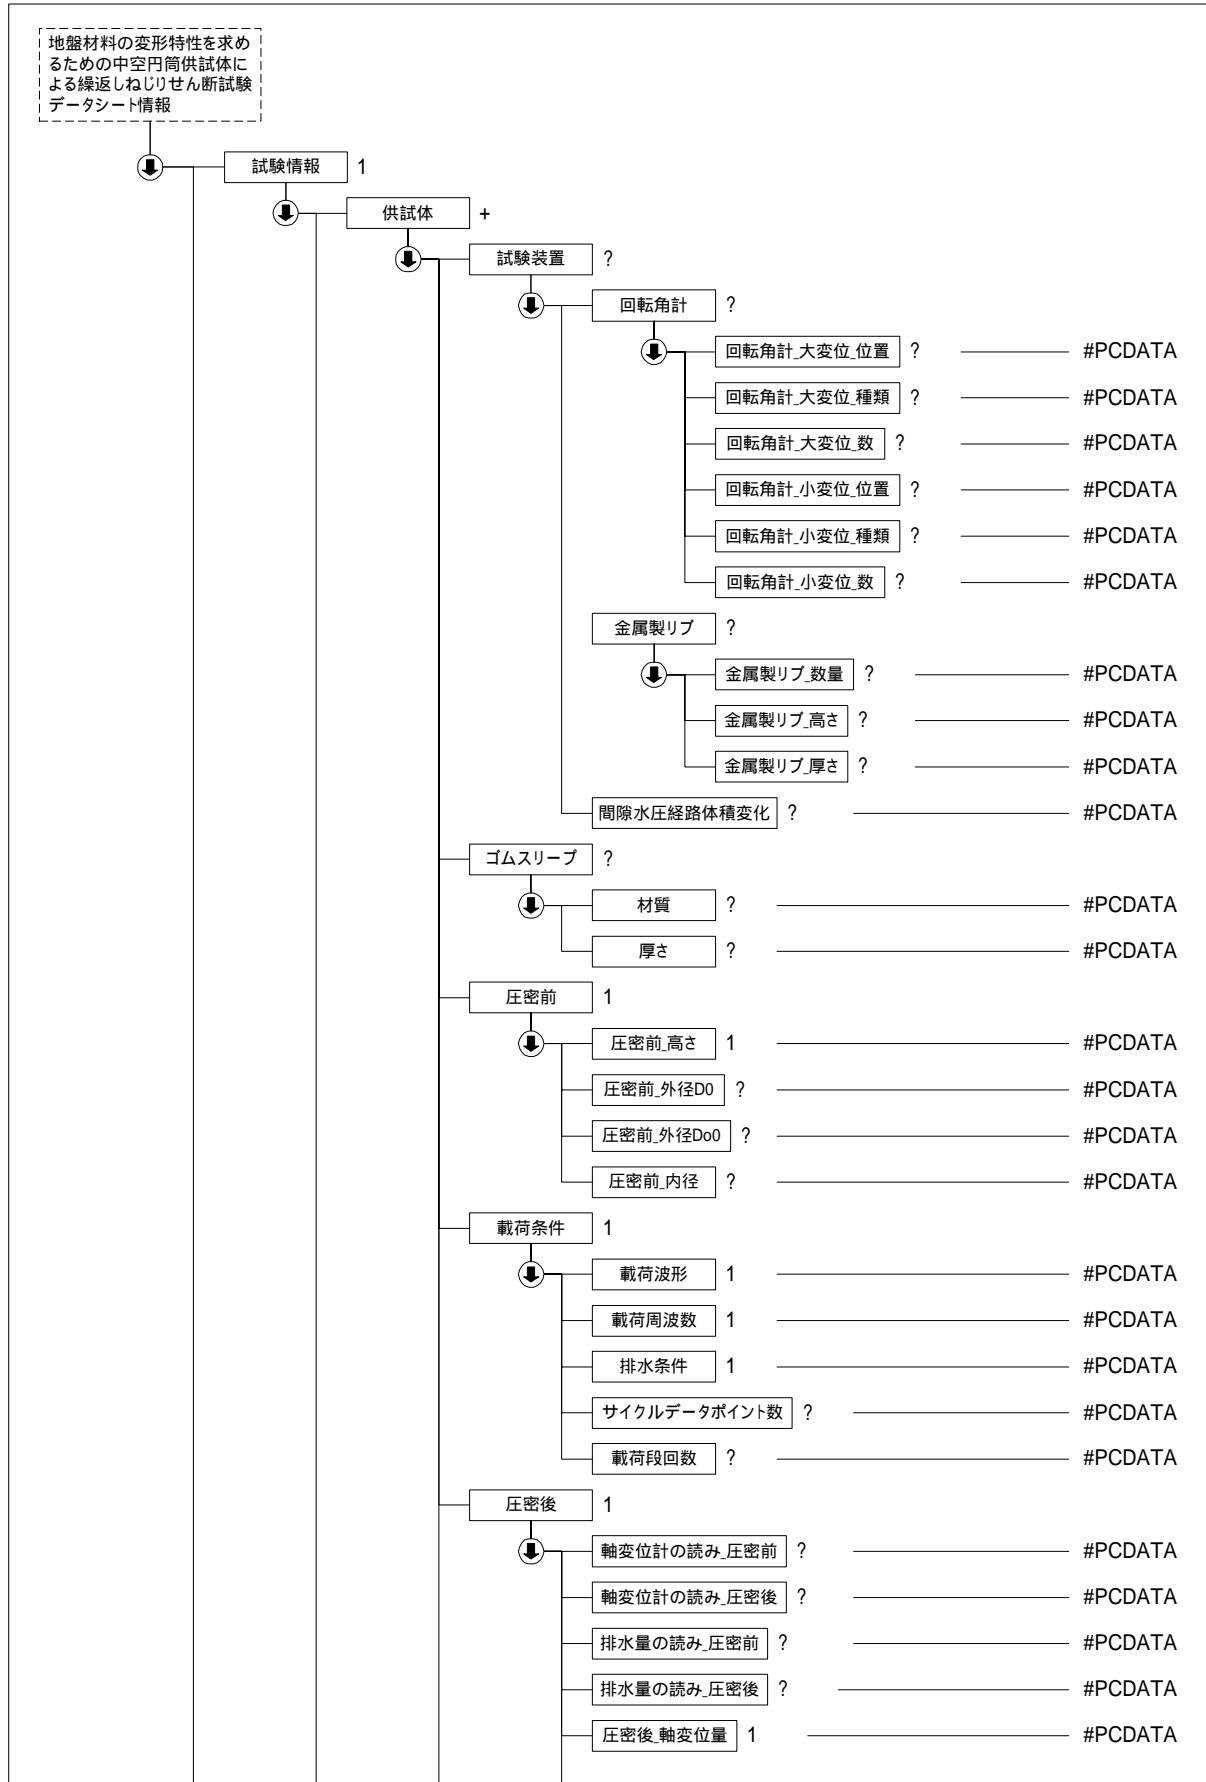 地盤材料の変形特性を求め
るための中空円筒供試体に
よる繰返しねじりせん断試験
データシート情報
試験情報 1
供試体 +
試験装置 ?
回転角計 ?
回転角計_大変位_位置 ? #PCDATA
回転角計_大変位_種類 ? #PCDATA
回転角計_大変位_数 ? #PCDATA
回転角計_小変位_位置 ? #PCDATA
回転角計_小変位_種類 ? #PCDATA
回転角計_小変位_数 ? #PCDATA
金属製リブ ?
金属製リブ_数量 ? #PCDATA
金属製リブ_高さ ? #PCDATA
金属製リブ_厚さ ? #PCDATA
間隙水圧経路体積変化 ? #PCDATA
ゴムスリーブ ?
材質 ? #PCDATA
厚さ ? #PCDATA
圧密前 1
圧密前_高さ 1 #PCDATA
圧密前_外径D0 ? #PCDATA
圧密前_外径Do0 ? #PCDATA
圧密前_内径 ? #PCDATA
載荷条件 1
載荷波形 1 #PCDATA
載荷周波数 1 #PCDATA
排水条件 1 #PCDATA
サイクルデータポイント数 ? #PCDATA
載荷段回数 ? #PCDATA
圧密後 1
軸変位計の読み_圧密前 ? #PCDATA
軸変位計の読み_圧密後 ? #PCDATA
排水量の読み_圧密前 ? #PCDATA
排水量の読み_圧密後 ? #PCDATA
圧密後_軸変位量 1 #PCDATA